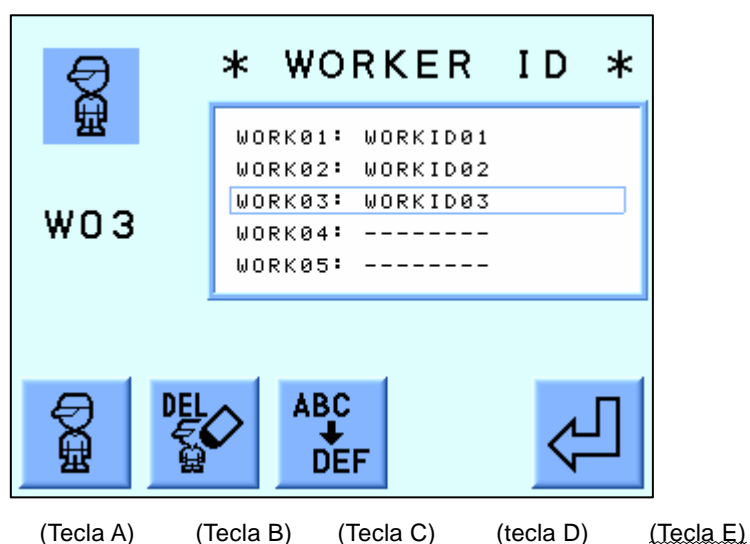 * WORKER ID *
WORK01: WORKID01
WORK02: WORKID02
WORK03: WORKID03
WORK04: --------
WORK05: --------
W03
DEL
ABC
DEF
(Tecla A) (Tecla B) (Tecla C) (tecla D) (Tecla E)